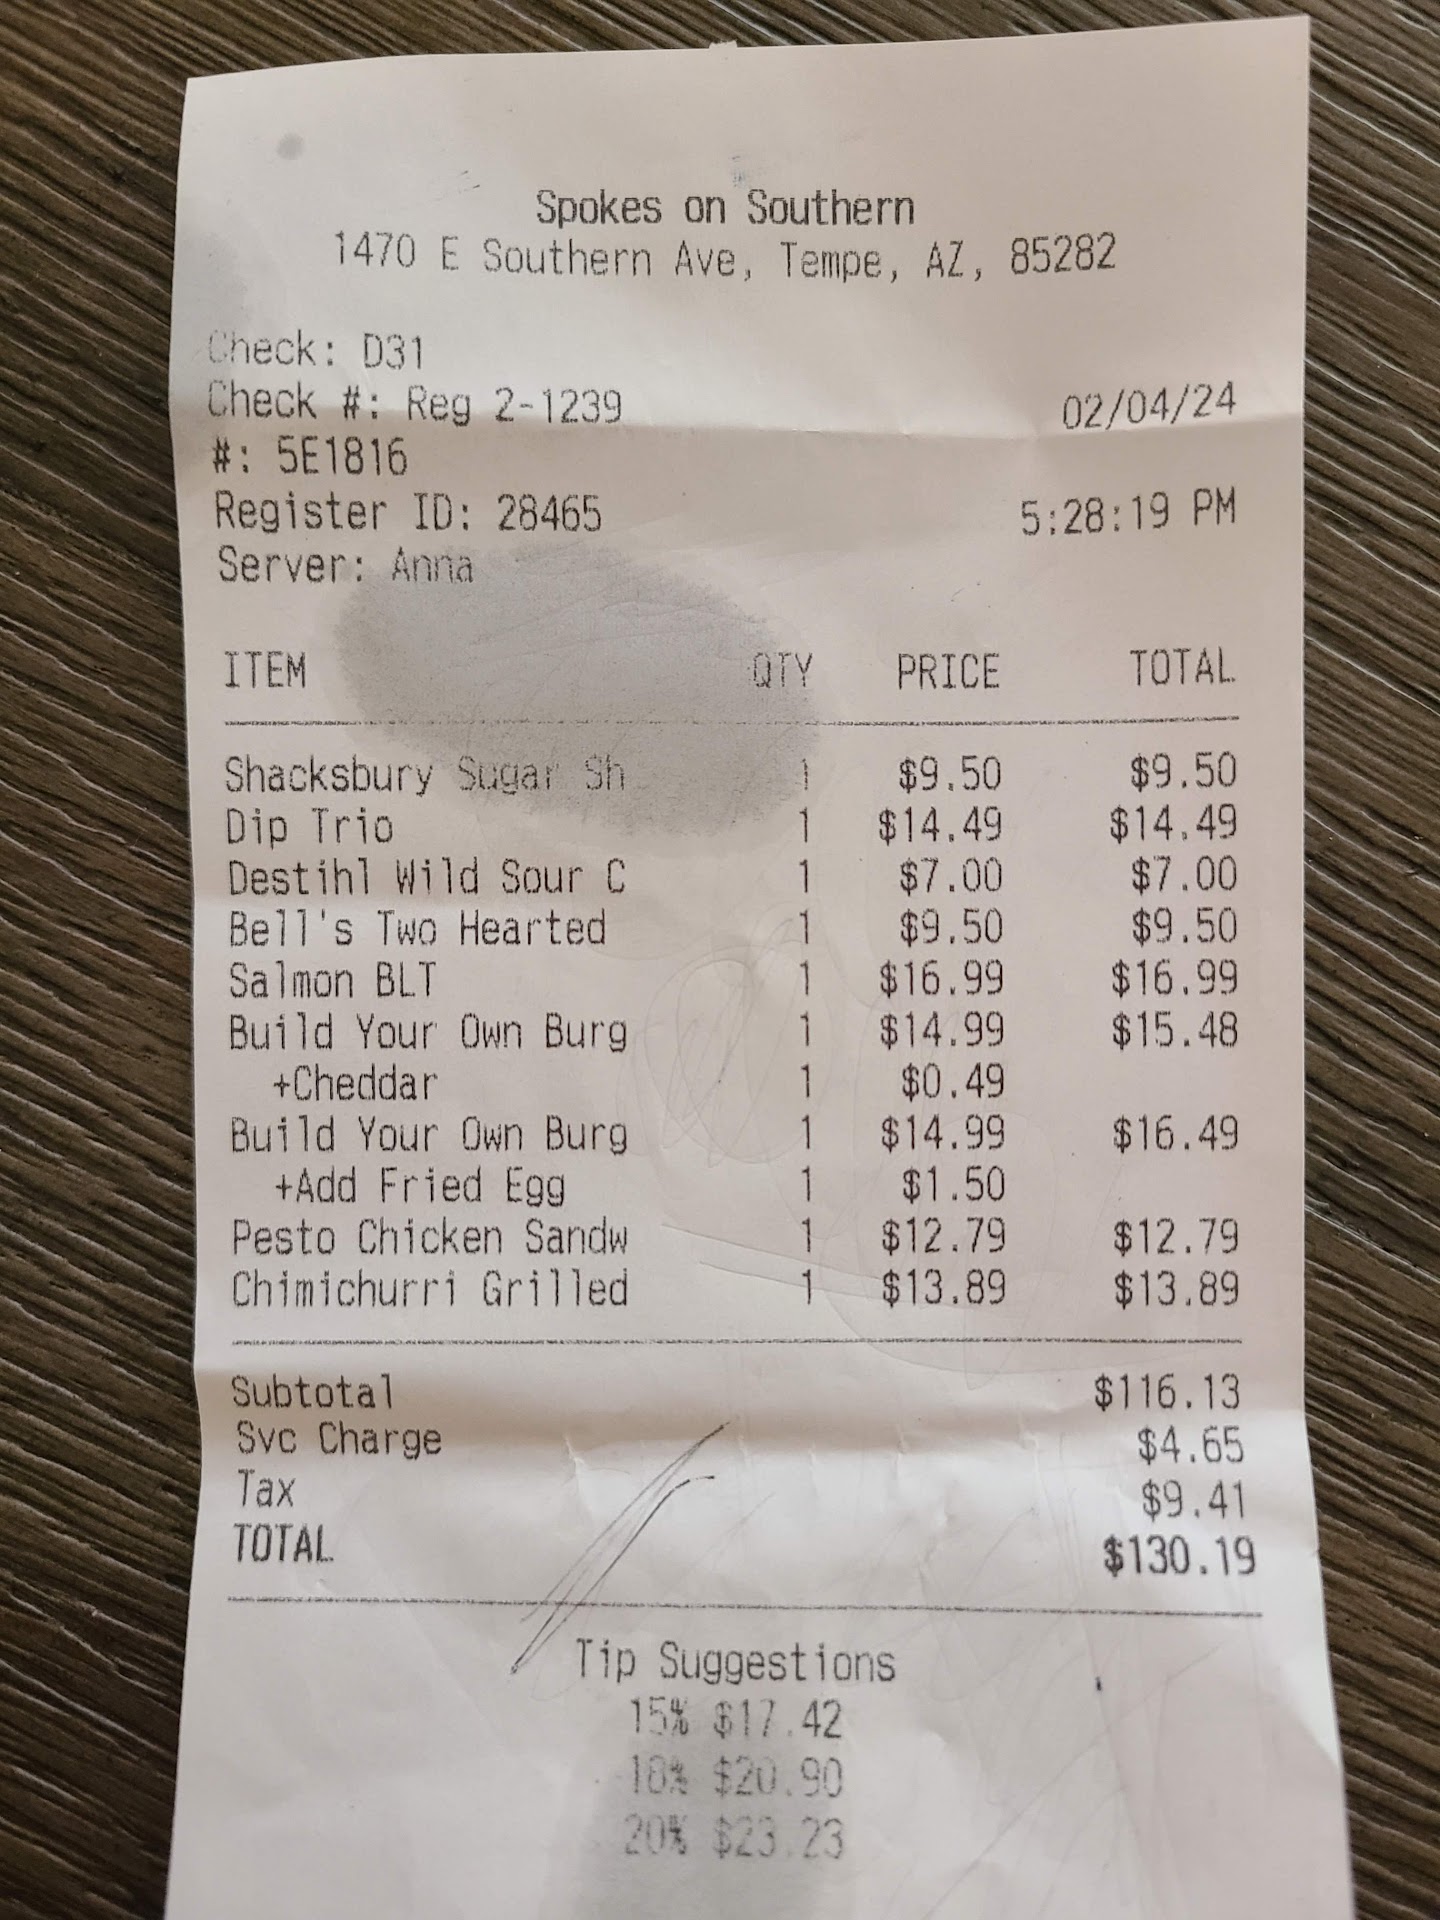 Spokes on Southern
1470 E Southern Ave, Tempe, AZ, 85282
Check: D31
Check #: Reg 2-1239 02/04/24
#: 5E1816
Register ID: 28465 5:28:19 PM
Server: Anna
ITEM QTY PRICE TOTAL
Shacksbury Sugar Sh 1 $9.50 $9.50
Dip Trio 1 $14.49 $14.49
Destihl Wild Sour C 1 $7.00 $7.00
Bell's Two Hearted 1 $9.50 $9.50
Salmon BLT 1 $16.99 $16.99
Build Your Own Burg 1 $14.99 $15.48
+Cheddar 1 $0.49
Build Your Own Burg 1 $14.99 $16.49
+Add Fried Egg 1 $1.50
Pesto Chicken Sandw 1 $12.79 $12.79
Chimichurri Grilled 1 $13.89 $13.89
Subtotal $116.13
Svc Charge $4.65
Tax $9.41
TOTAL $130.19
Tip Suggestions
15% $17.42
18% $20.90
20% $23.23